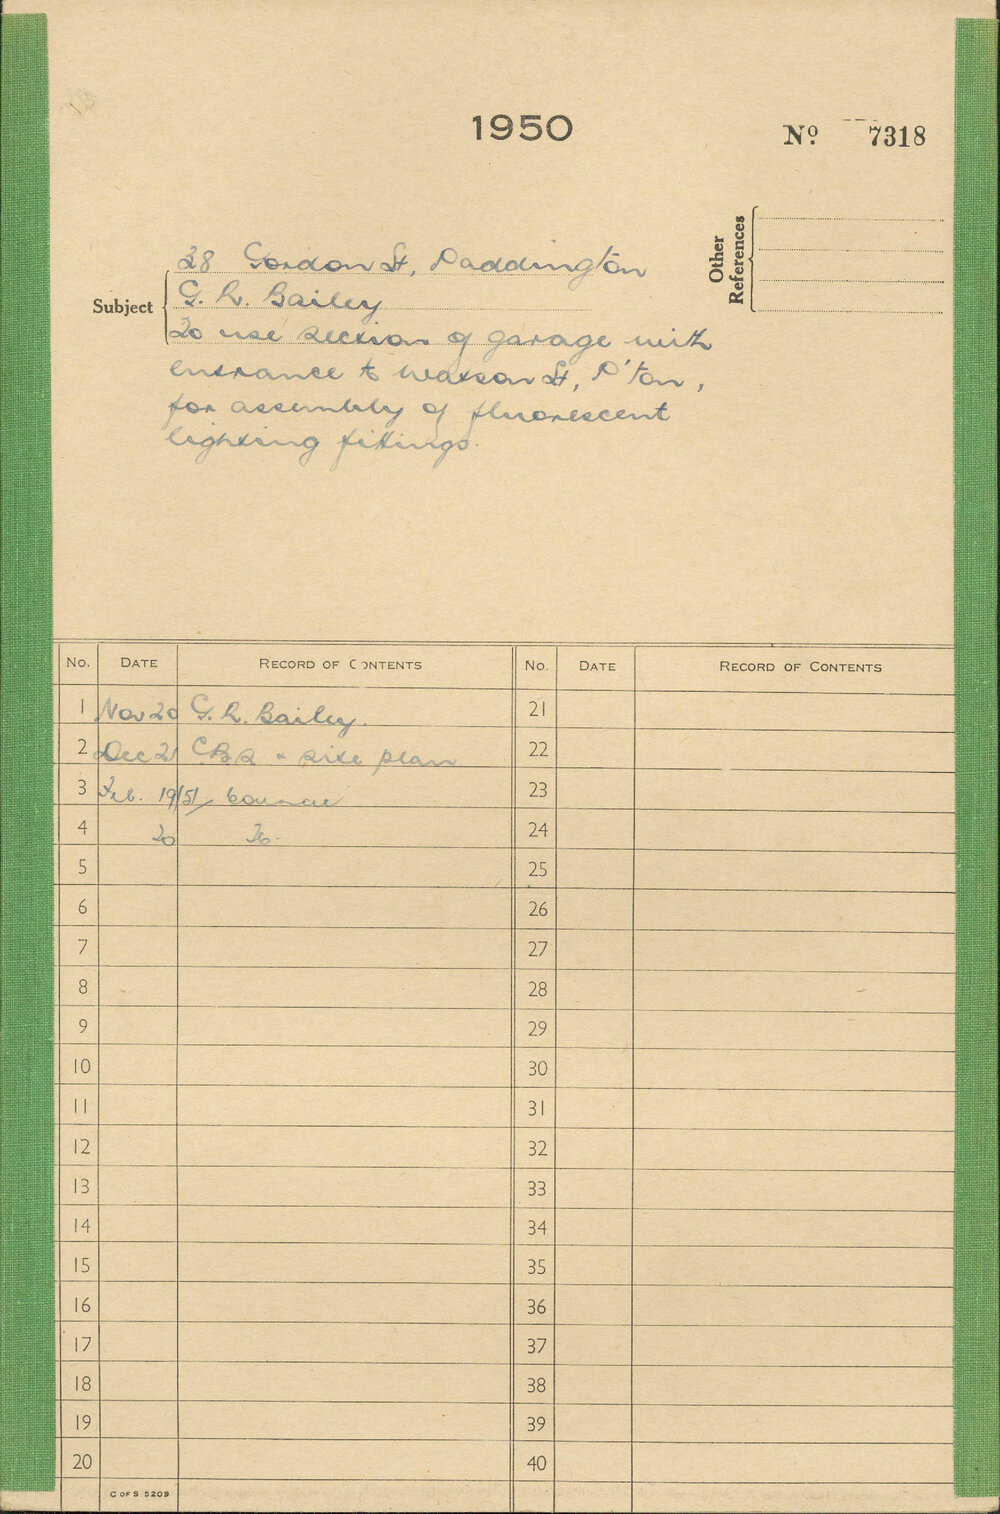 1950
No. 7318
Other References
Subject
28 Gordon St, Paddington
G. R. Bailey
To use section of garage with
entrance to Watson St, P'ton,
for assembly of fluorescent
lighting fittings.
No. DATE RECORD OF CONTENTS No. DATE RECORD OF CONTENTS
1 Nov 20 G. R. Bailey. 21
2 Dec 21 CBS + site plan 22
3 Feb. 19/51/ 23
4 20 24
5 25
6 26
7 27
8 28
9 29
10 30
11 31
12 32
13 33
14 34
15 35
16 36
17 37
18 38
19 39
20 40
C OF S 5209